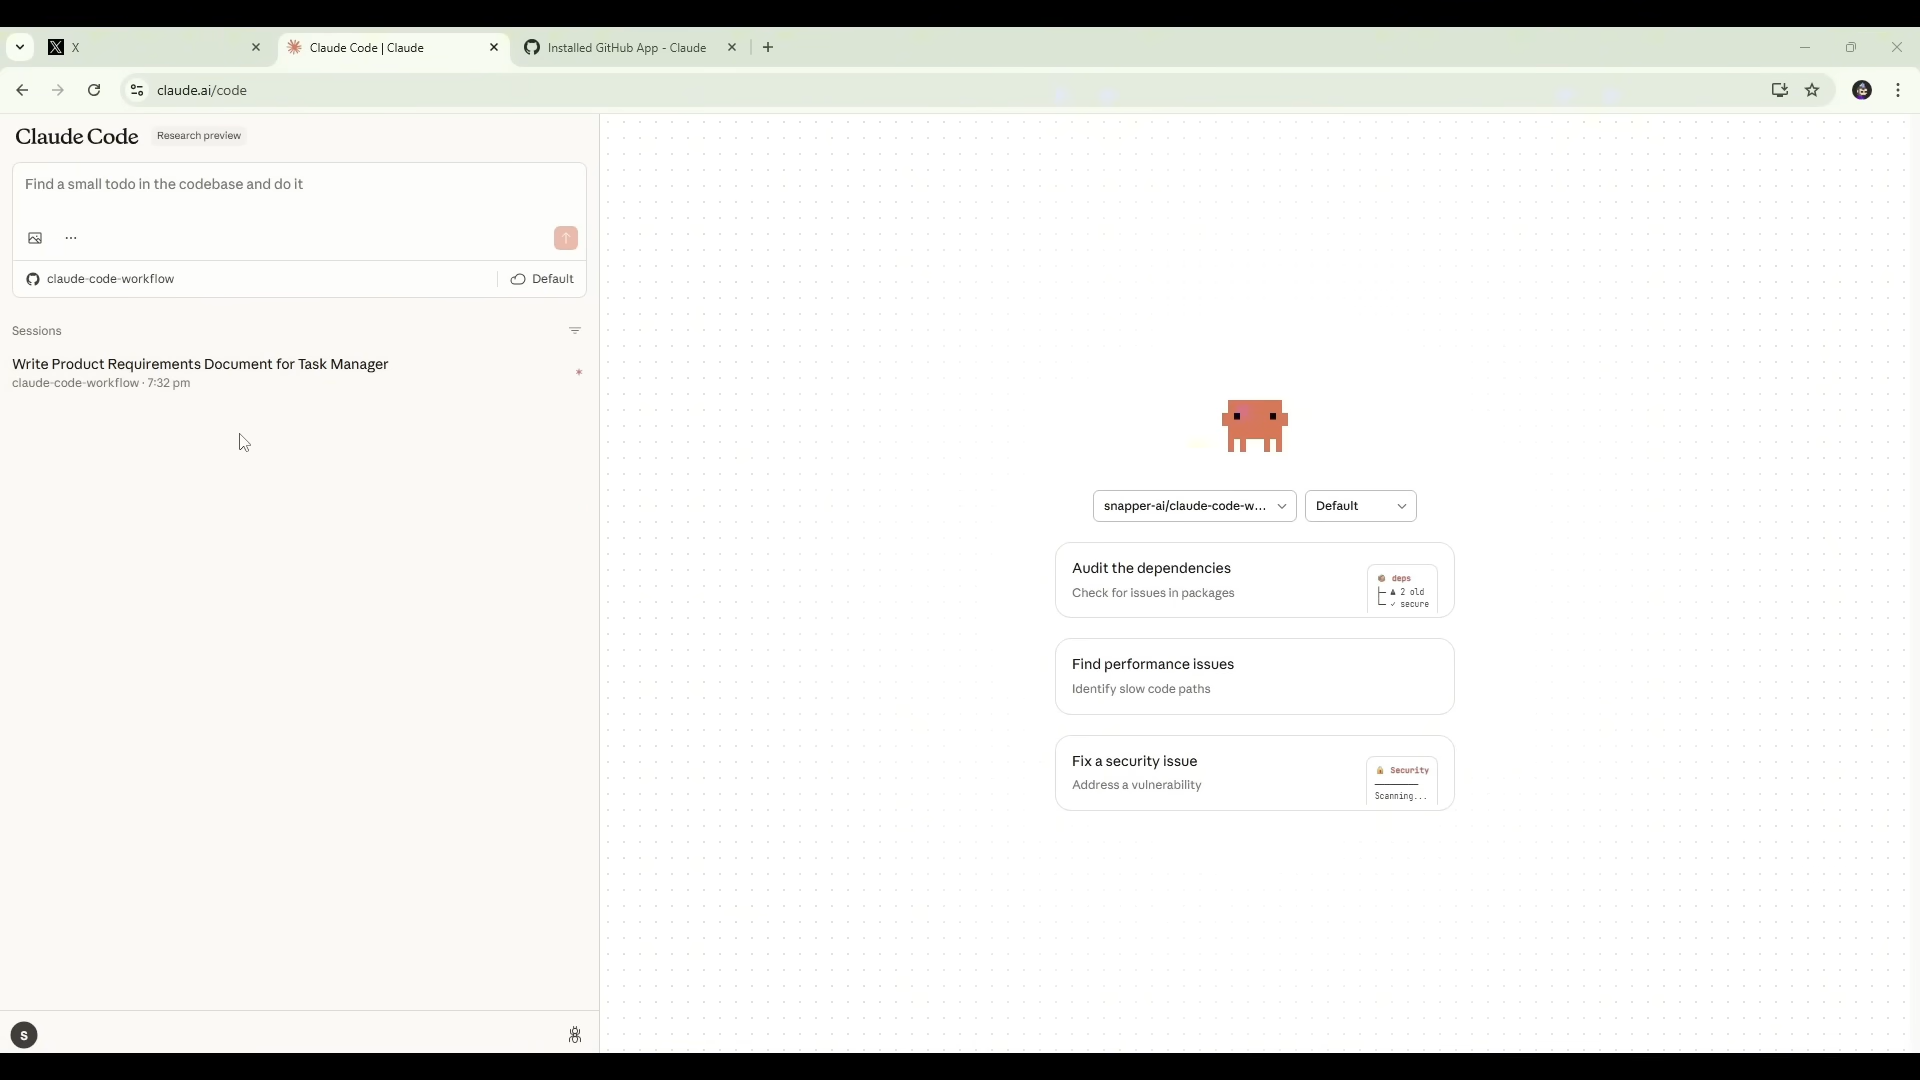 X
Claude Code | Claude
Installed GitHub App - Claude
claude.ai/code
Claude Code
Research preview
Find a small todo in the codebase and do it
claude-code-workflow
Default
Sessions
Write Product Requirements Document for Task Manager
claude-code-workflow · 7:32 pm
snapper-ai/claude-code-w...
Default
Audit the dependencies
Check for issues in packages
deps
2 old
✓ secure
Find performance issues
Identify slow code paths
Fix a security issue
Address a vulnerability
Security
Scanning...
S